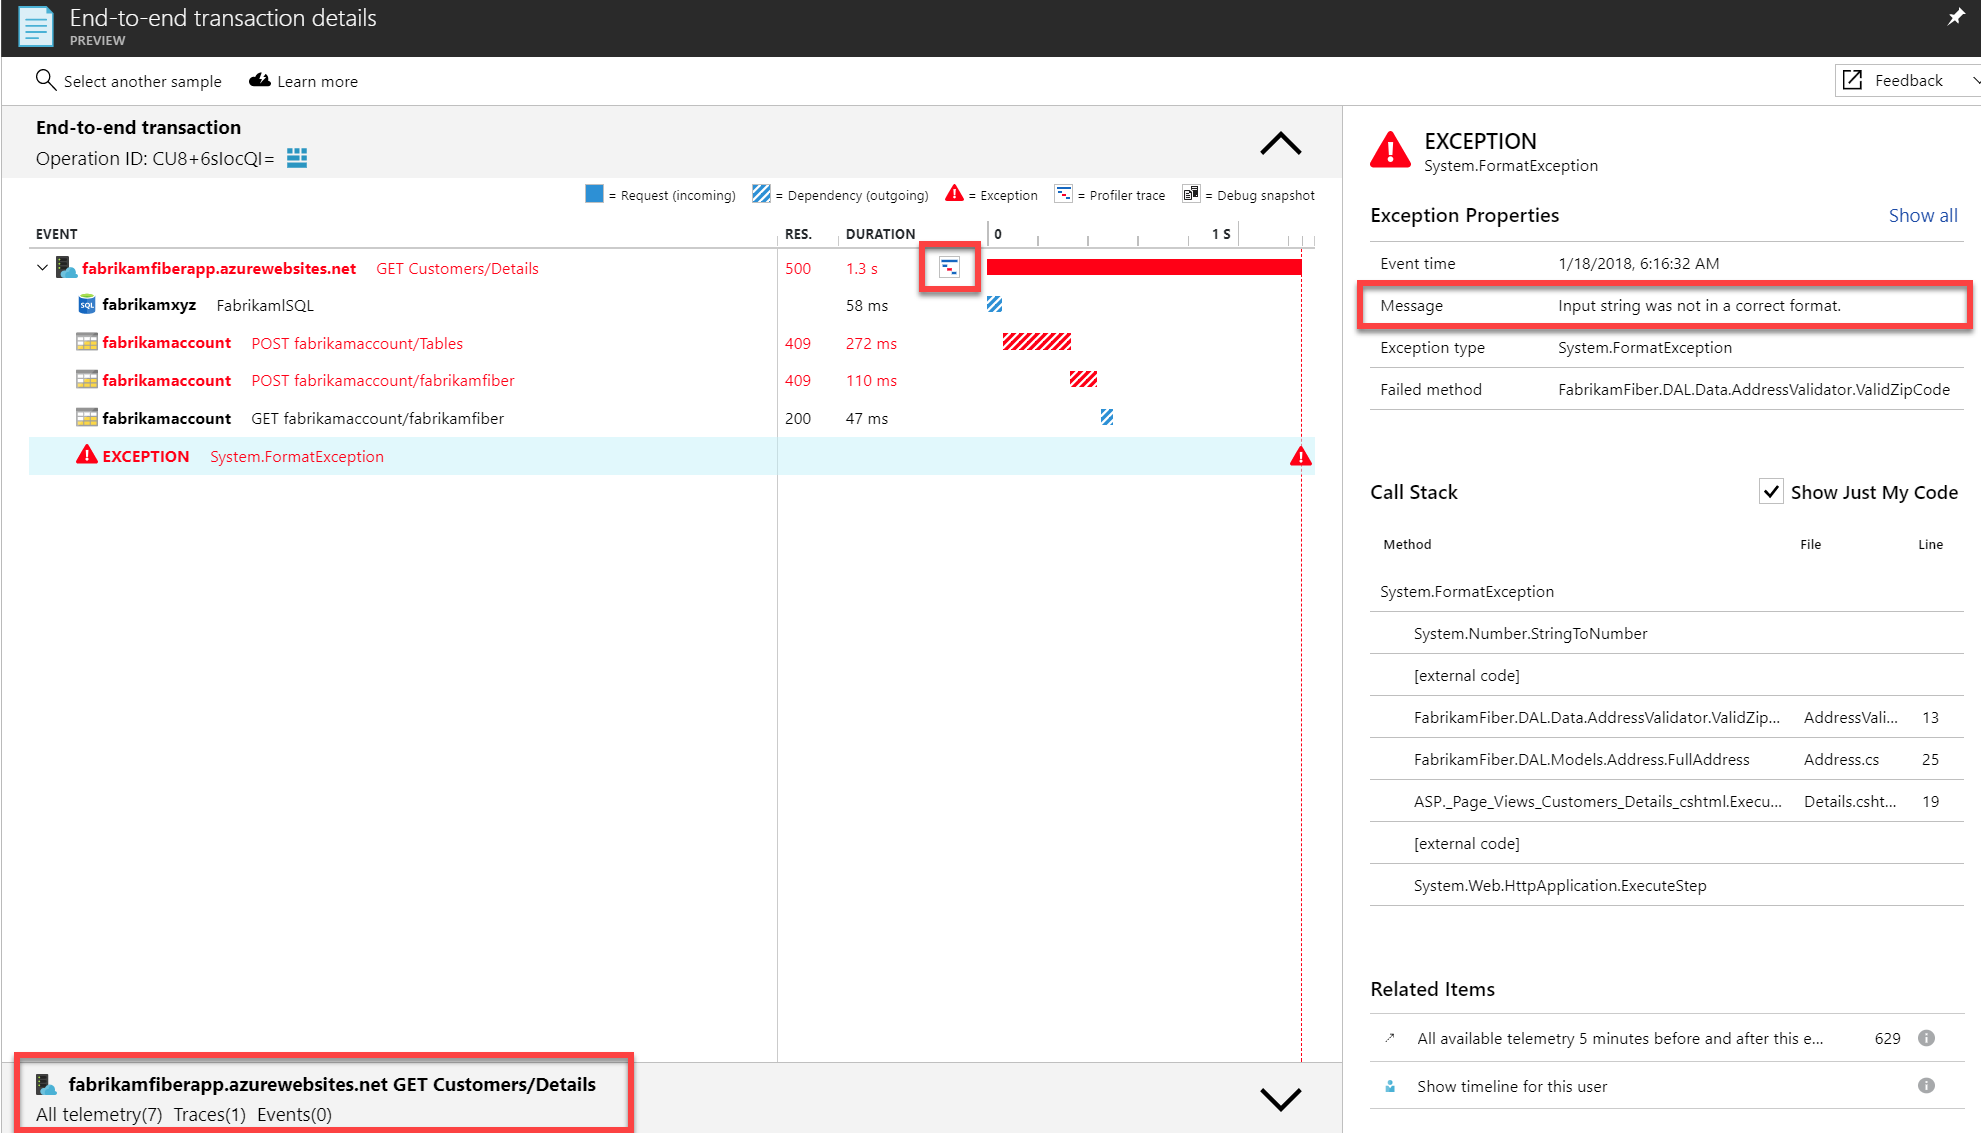 End-to-end transaction details
PREVIEW
Select another sample Learn more
Feedback
End-to-end transaction
Operation ID: CU8+6sIocQI=
= Request (incoming) = Dependency (outgoing) = Exception = Profiler trace = Debug snapshot
EVENT RES. DURATION 0 1 S
fabrikamfiberapp.azurewebsites.net GET Customers/Details 500 1.3 s
fabrikamxyz FabrikamISQL 58 ms
fabrikamaccount POST fabrikamaccount/Tables 409 272 ms
fabrikamaccount POST fabrikamaccount/fabrikamfiber 409 110 ms
fabrikamaccount GET fabrikamaccount/fabrikamfiber 200 47 ms
EXCEPTION System.FormatException
fabrikamfiberapp.azurewebsites.net GET Customers/Details
All telemetry(7) Traces(1) Events(0)
EXCEPTION
System.FormatException
Exception Properties Show all
Event time 1/18/2018, 6:16:32 AM
Message Input string was not in a correct format.
Exception type System.FormatException
Failed method FabrikamFiber.DAL.Data.AddressValidator.ValidZipCode
Call Stack Show Just My Code
Method File Line
System.FormatException
System.Number.StringToNumber
[external code]
FabrikamFiber.DAL.Data.AddressValidator.ValidZip... AddressVali... 13
FabrikamFiber.DAL.Models.Address.FullAddress Address.cs 25
ASP._Page_Views_Customers_Details_cshtml.Execu... Details.csht... 19
[external code]
System.Web.HttpApplication.ExecuteStep
Related Items
All available telemetry 5 minutes before and after this e... 629
Show timeline for this user